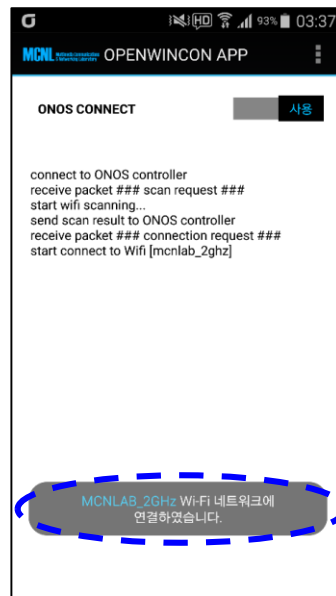 HD 93% 03:37
MCNL OPENWINCON APP
ONOS CONNECT 사용
connect to ONOS controller
receive packet ### scan request ###
start wifi scanning...
send scan result to ONOS controller
receive packet ### connection request ###
start connect to Wifi [mcnlab_2ghz]
MCNLAB_2GHz Wi-Fi 네트워크에
연결하였습니다.